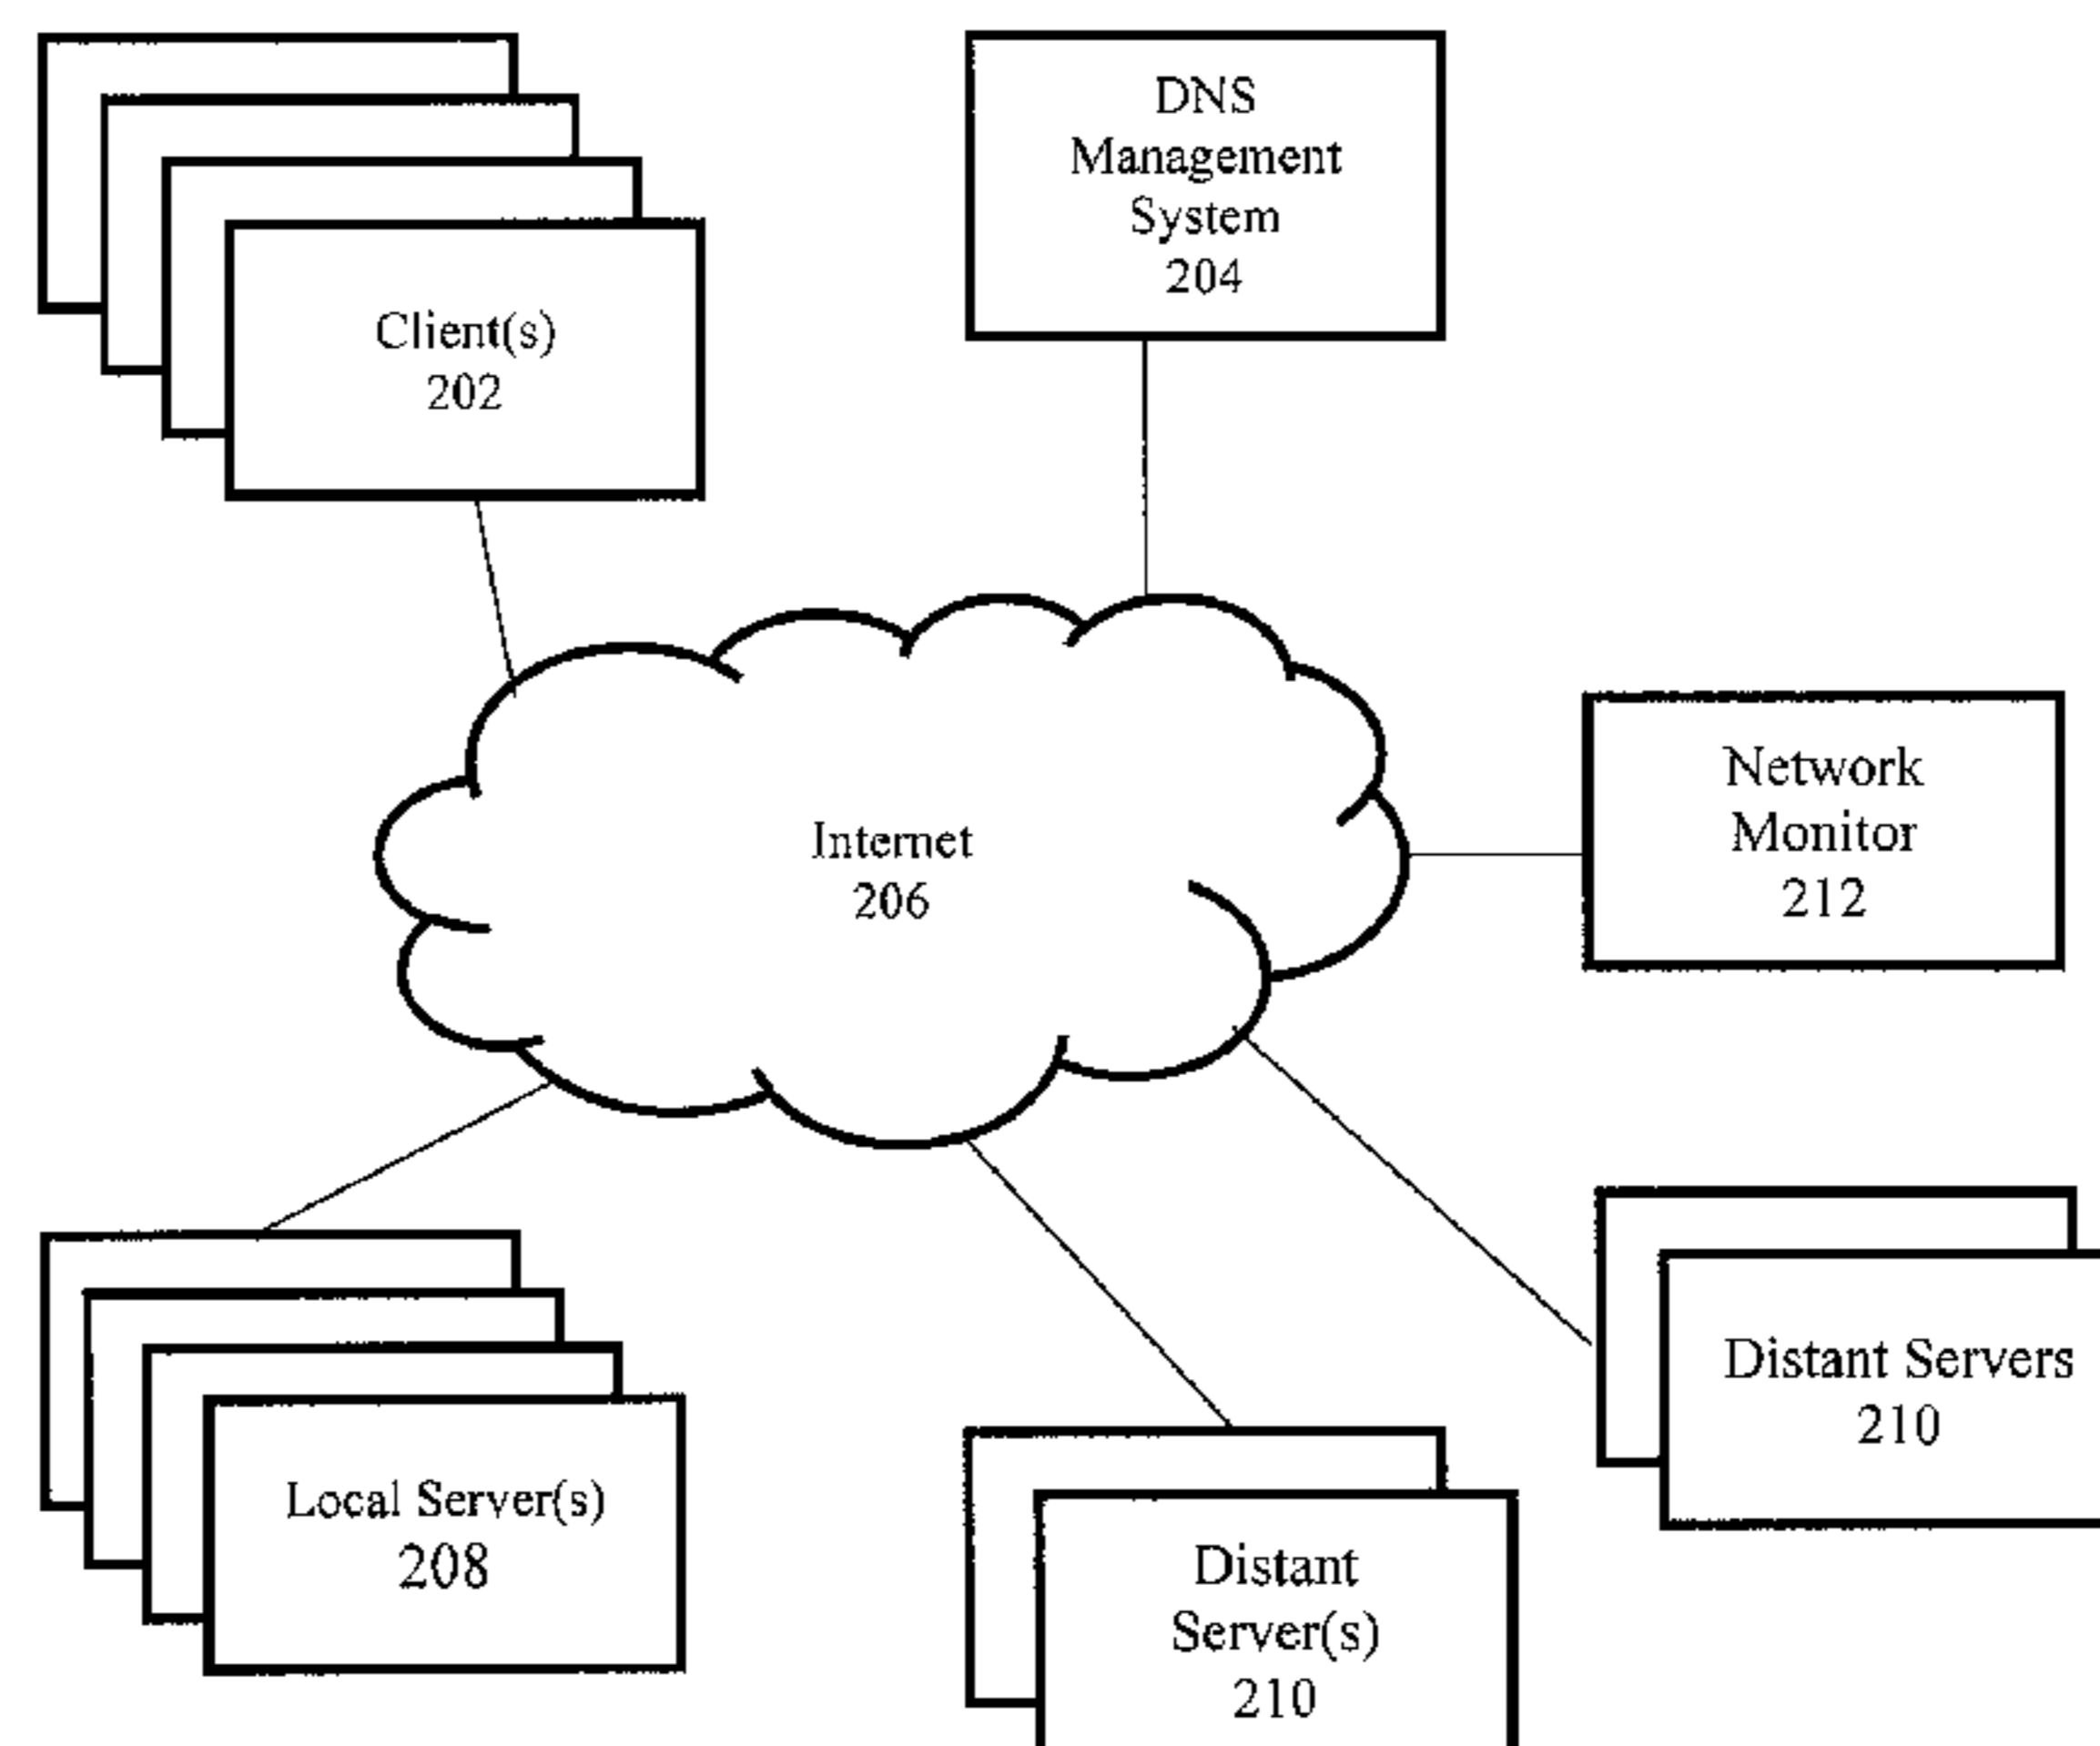 DNS
Management
System
204
Client(s)
202
Internet
206
Network
Monitor
212
Distant Servers
210
Local Server(s)
208
Distant
Server(s)
210